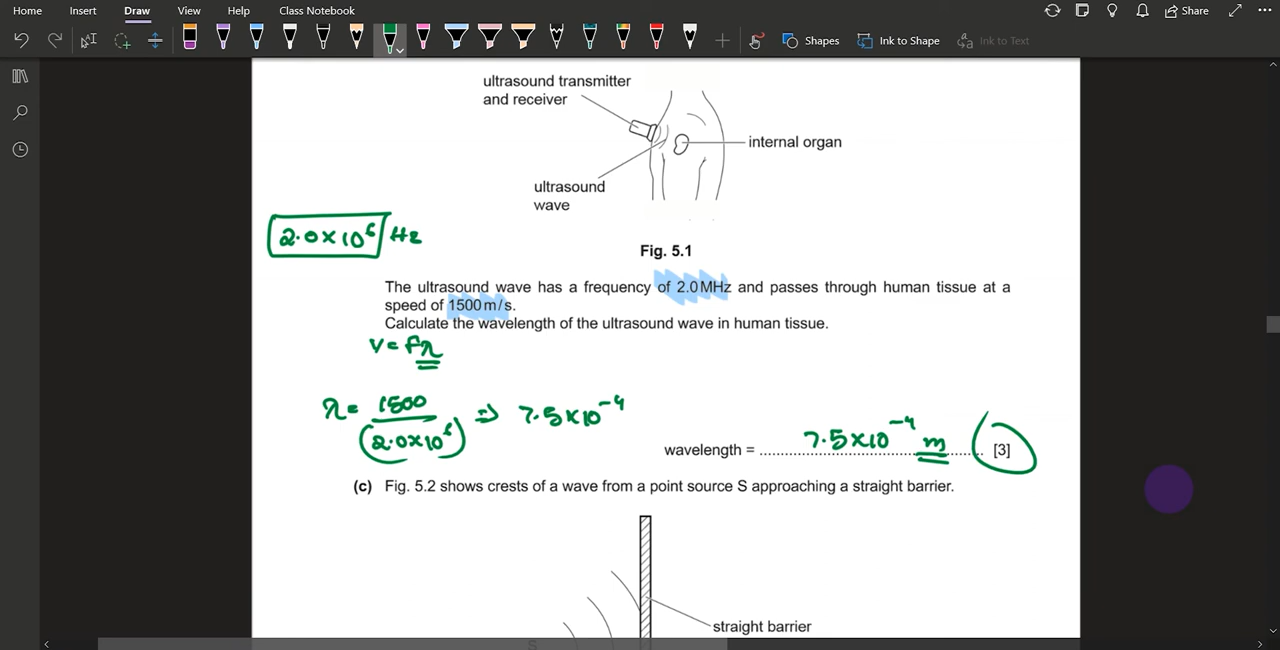 Home Insert Draw View Help Class Notebook
Share
Shapes Ink to Shape Ink to Text
ultrasound transmitter
and receiver
internal organ
ultrasound
wave
2.0×10⁶ Hz
Fig. 5.1
The ultrasound wave has a frequency of 2.0 MHz and passes through human tissue at a
speed of 1500 m/s.
Calculate the wavelength of the ultrasound wave in human tissue.
v = fλ
λ = 1500
(2.0×10⁶)
⇒ 7.5×10⁻⁴
wavelength = 7.5×10⁻⁴ m [3]
(c) Fig. 5.2 shows crests of a wave from a point source S approaching a straight barrier.
straight barrier
S